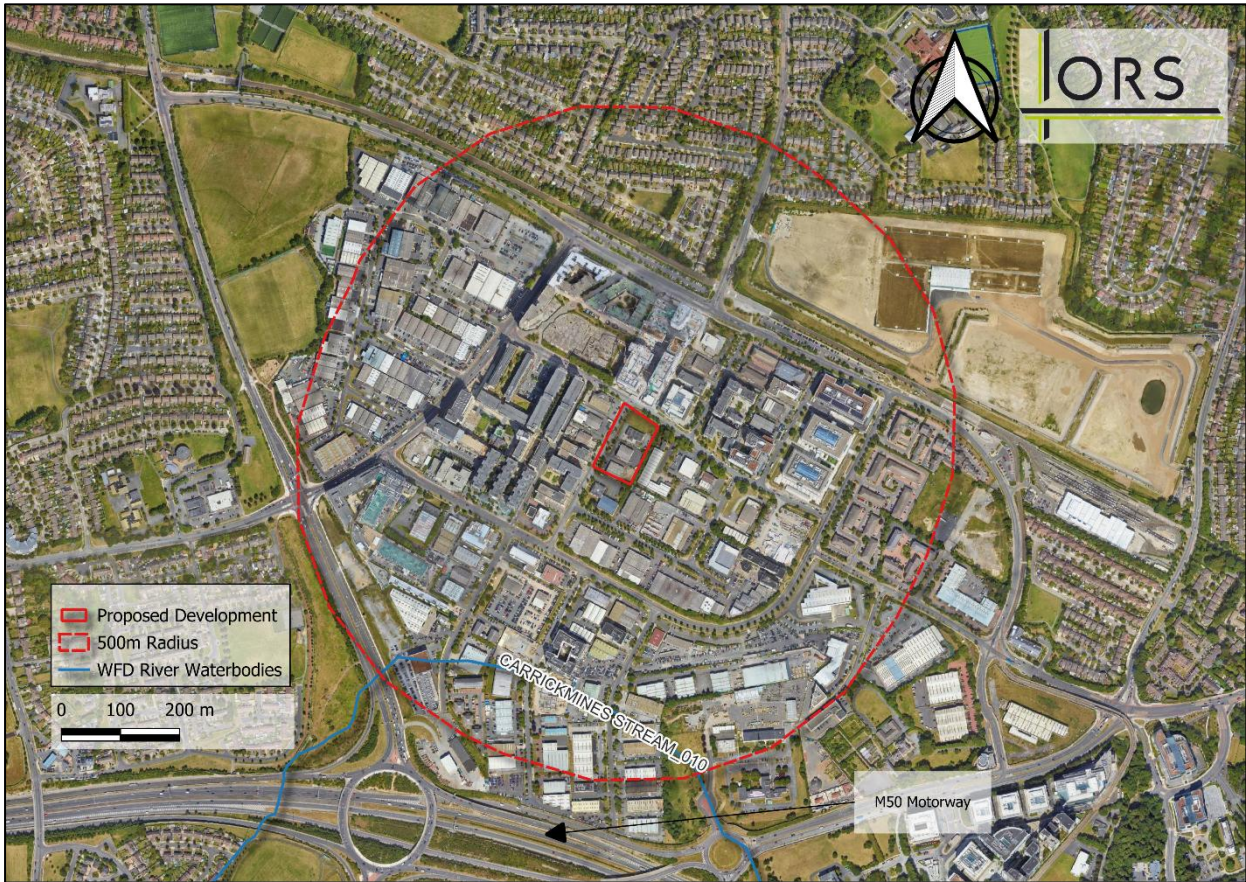 ORS
Proposed Development
500m Radius
WFD River Waterbodies
0 100 200 m
CARRICKMINES STREAM_010
M50 Motorway